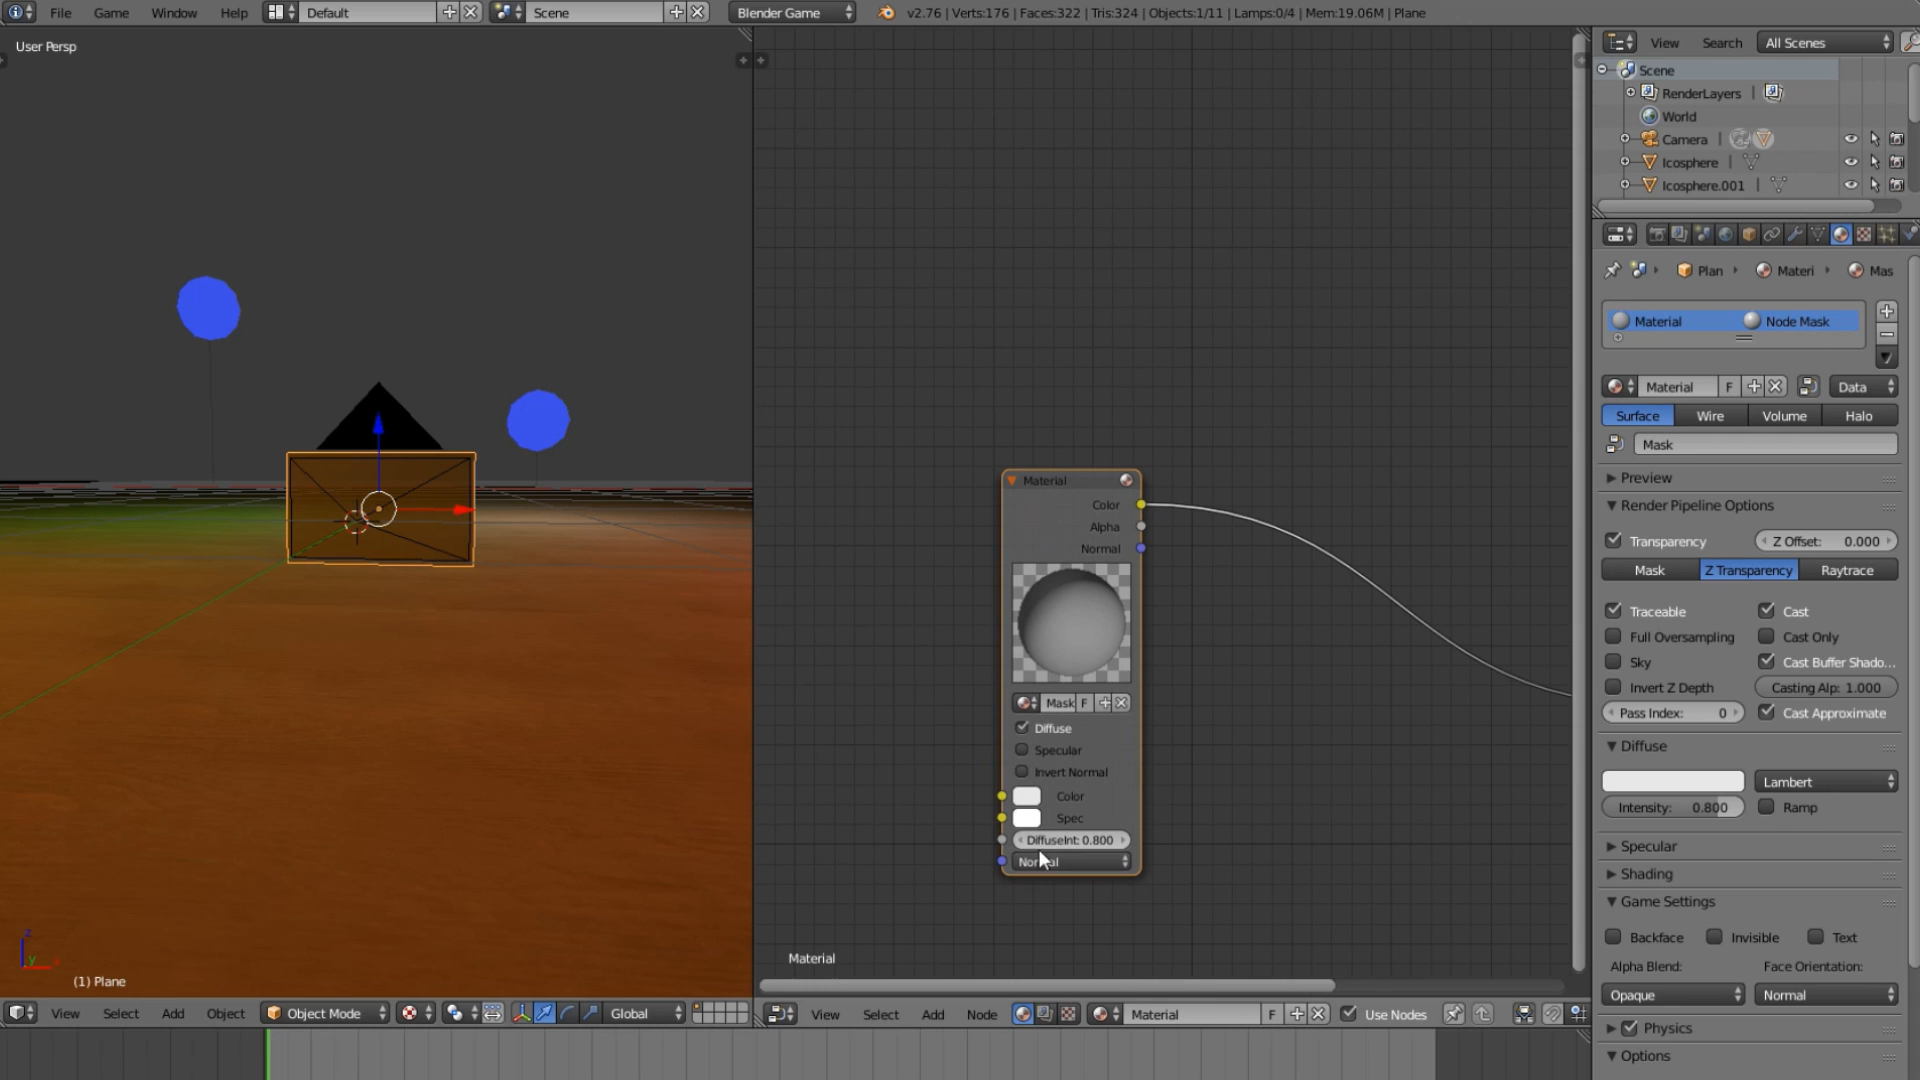 File Game Window Help Default Scene Blender Game v2.76 | Verts:176 | Faces:322 | Tris:324 | Objects:1/11 | Lamps:0/4 | Mem:19.06M | Plane
User Persp
(1) Plane
View Select Add Object Object Mode Global
Material
Color
Alpha
Normal
Mask F
Diffuse
Specular
Invert Normal
Color
Spec
DiffuseInt: 0.800
Material
View Select Add Node Material F Use Nodes
View Search All Scenes
Scene
RenderLayers
World
Camera
Icosphere
Icosphere.001
Plan Materi Mas
Material Node Mask
Material F Data
Surface Wire Volume Halo
Mask
Preview
Render Pipeline Options
Transparency Z Offset: 0.000
Mask Z Transparency Raytrace
Traceable Cast
Full Oversampling Cast Only
Sky Cast Buffer Shado...
Invert Z Depth Casting Alp: 1.000
Pass Index: 0 Cast Approximate
Diffuse
Lambert
Intensity: 0.800 Ramp
Specular
Shading
Game Settings
Backface Invisible Text
Alpha Blend: Face Orientation:
Opaque Normal
Physics
Options